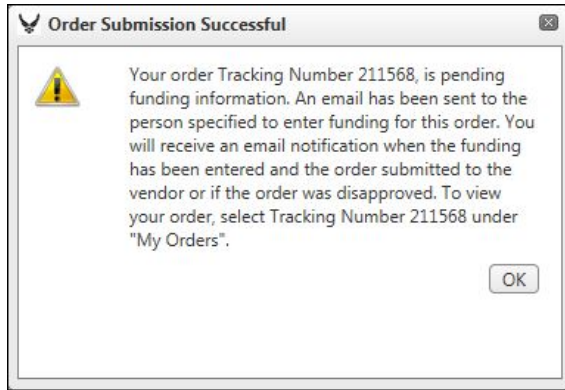 Order Submission Successful
Your order Tracking Number 211568, is pending
funding information. An email has been sent to the
person specified to enter funding for this order. You
will receive an email notification when the funding
has been entered and the order submitted to the
vendor or if the order was disapproved. To view
your order, select Tracking Number 211568 under
"My Orders".
OK